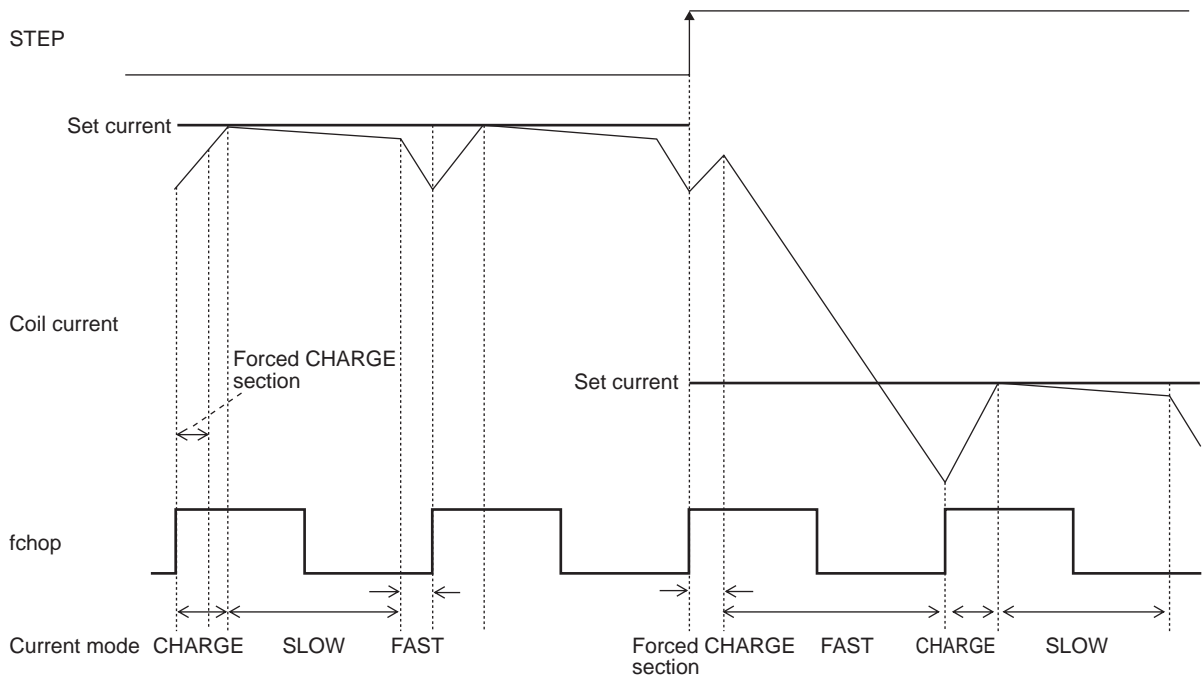 STEP
Set current
Coil current
Forced CHARGE
section
Set current
fchop
Current mode CHARGE SLOW FAST Forced CHARGE FAST CHARGE SLOW
section